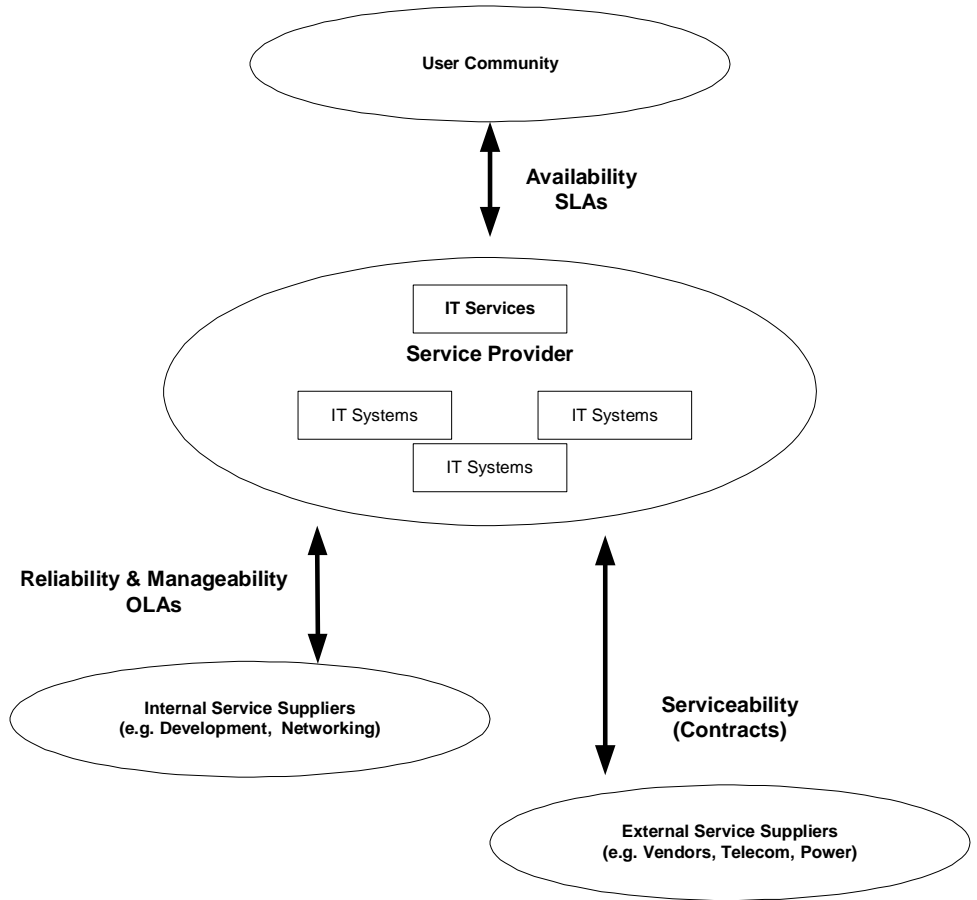 User Community
Availability
SLAs
IT Services
Service Provider
IT Systems
IT Systems
IT Systems
Reliability & Manageability
OLAs
Internal Service Suppliers
(e.g. Development, Networking)
Serviceability
(Contracts)
External Service Suppliers
(e.g. Vendors, Telecom, Power)